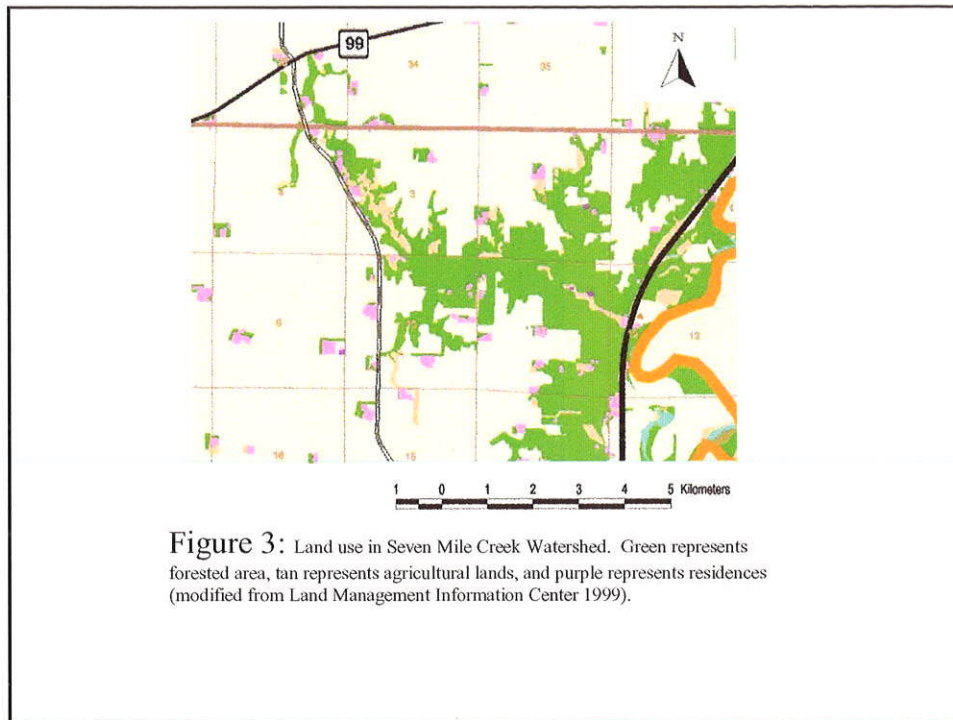 N
99
34
35
3
6
12
16
15
1 0 1 2 3 4 5 Kilometers
Figure 3: Land use in Seven Mile Creek Watershed. Green represents
forested area, tan represents agricultural lands, and purple represents residences
(modified from Land Management Information Center 1999).